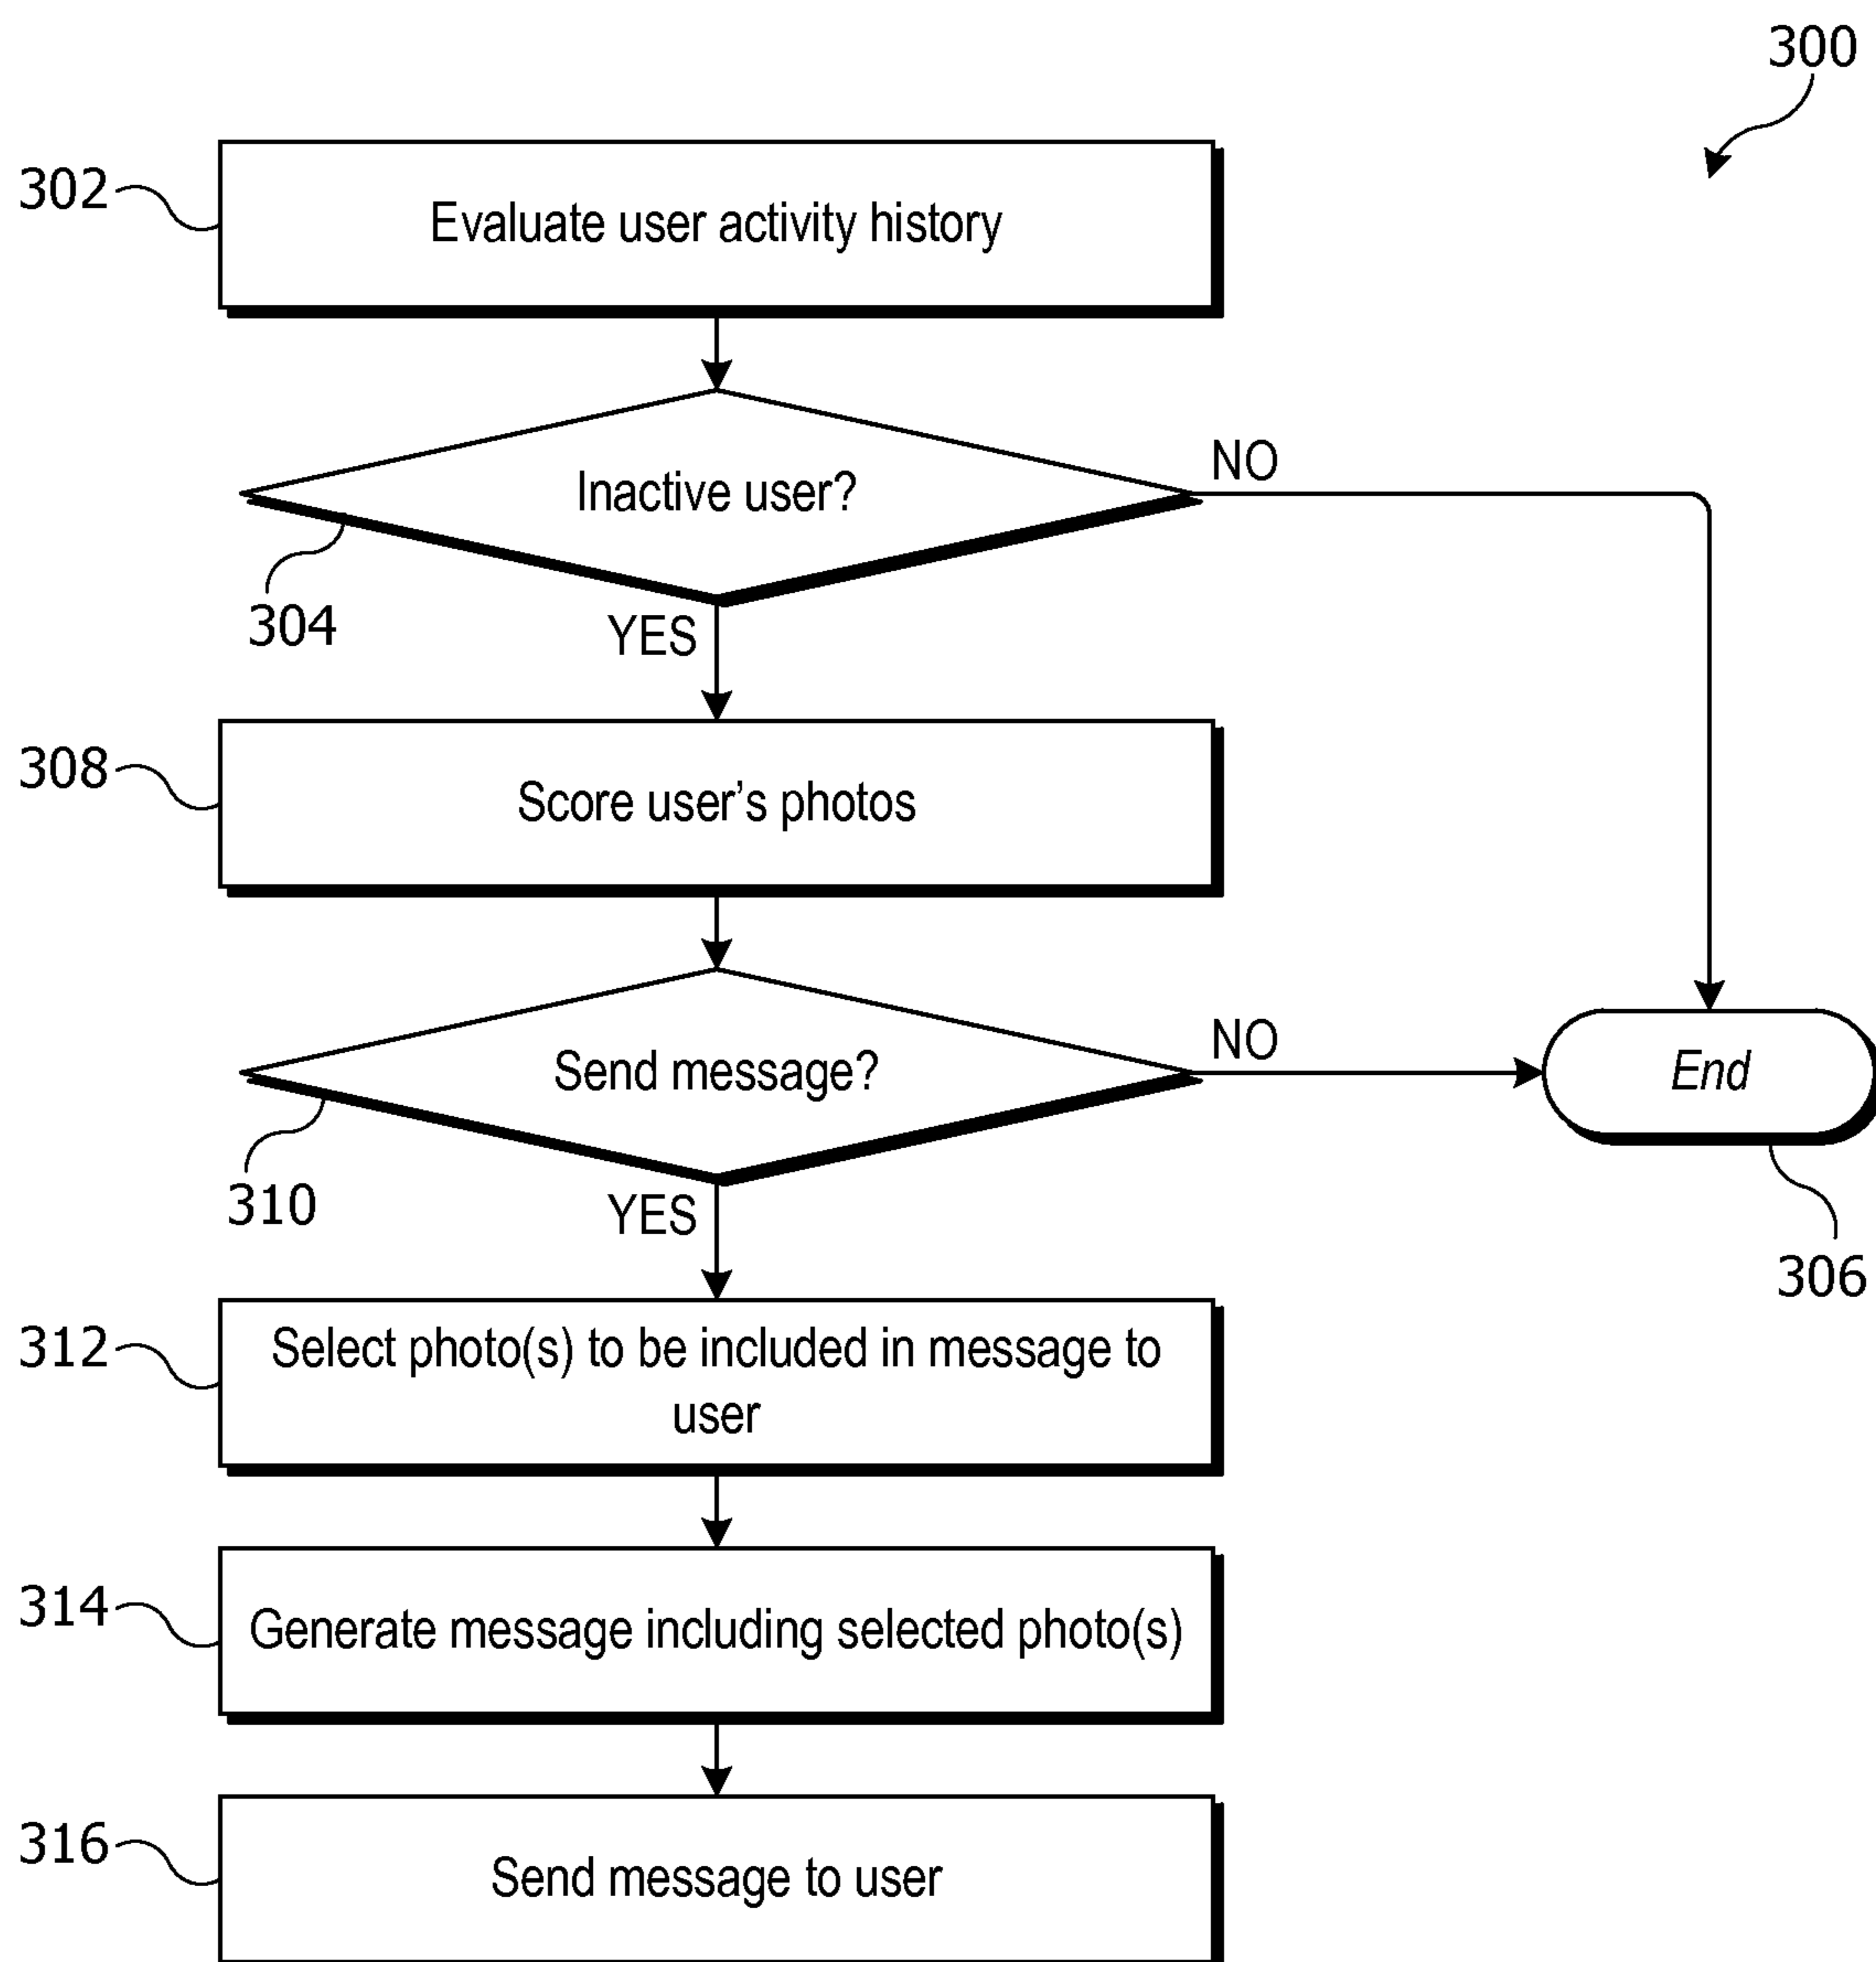 300
302
Evaluate user activity history
Inactive user?
NO
304
YES
308
Score user’s photos
Send message?
NO
End
310
YES
306
312
Select photo(s) to be included in message to
user
314
Generate message including selected photo(s)
316
Send message to user